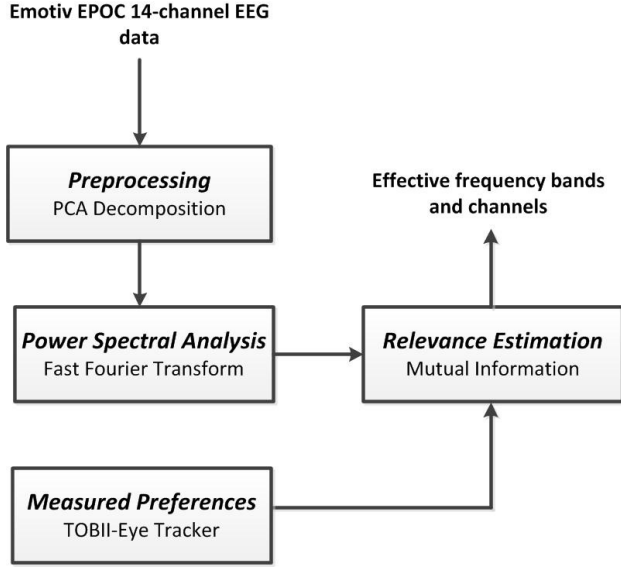 Emotiv EPOC 14-channel EEG
data
Preprocessing
PCA Decomposition
Effective frequency bands
and channels
Power Spectral Analysis
Fast Fourier Transform
Relevance Estimation
Mutual Information
Measured Preferences
TOBII-Eye Tracker